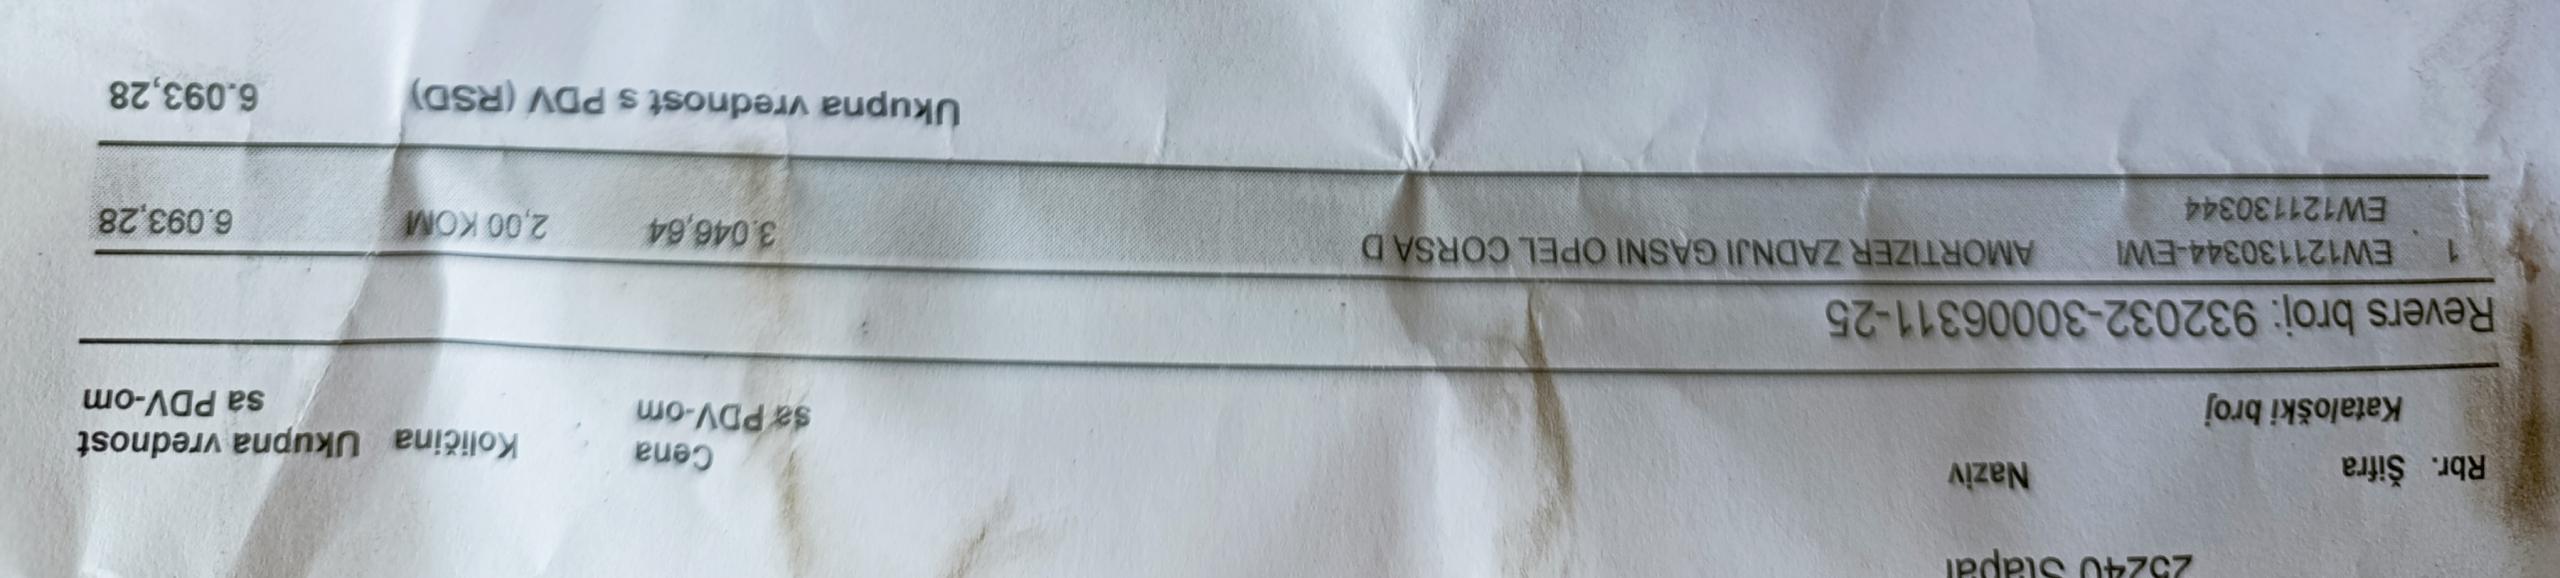 25240 Stapar
Rbr. Šifra Naziv Cena Količina Ukupna vrednost
Kataloški broj sa PDV-om sa PDV-om
Revers broj: 932032-30006311-25
1 EW121130344-EWI AMORTIZER ZADNJI GASNI OPEL CORSA D 3.046,64 2,00 KOM 6.093,28
EW121130344
Ukupna vrednost s PDV (RSD) 6.093,28